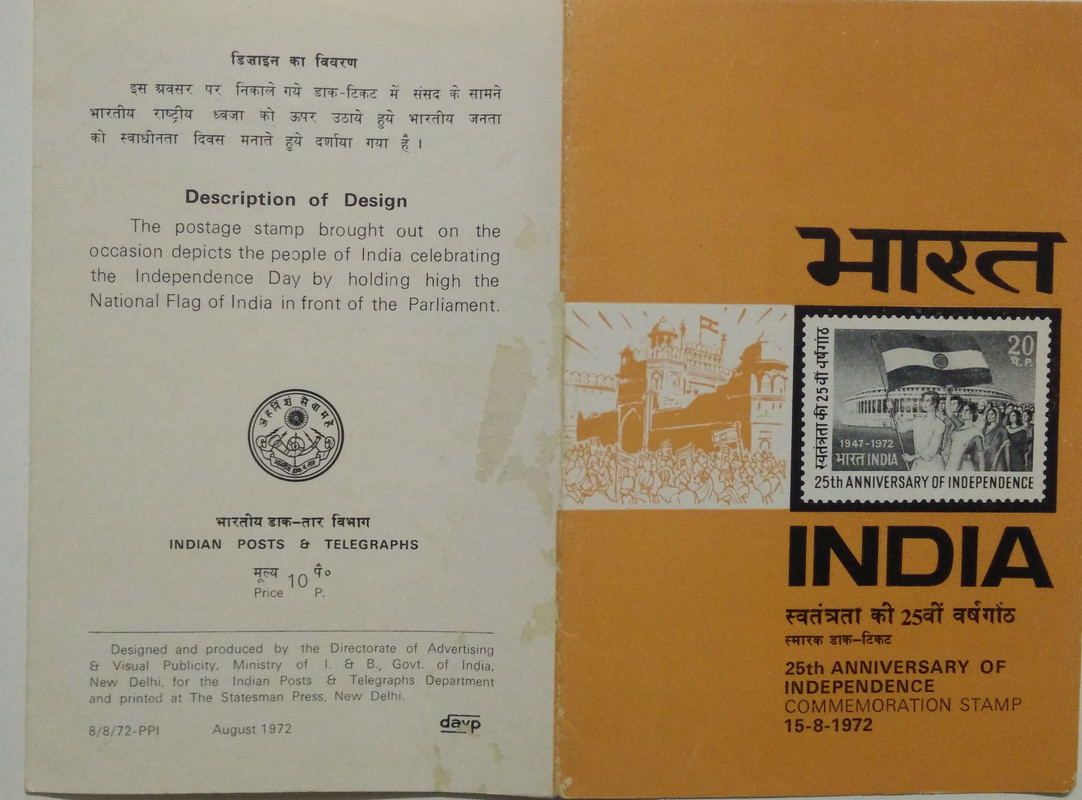 डिज़ाइन का विवरण
इस अवसर पर निकाले गये डाक-टिकट में संसद के सामने
भारतीय राष्ट्रीय ध्वजा को ऊपर उठाये हुये भारतीय जनता
को स्वाधीनता दिवस मनाते हुये दर्शाया गया है ।
Description of Design
The postage stamp brought out on the
occasion depicts the people of India celebrating
the Independence Day by holding high the
National Flag of India in front of the Parliament.
अहर्निशं सेवामहे
भारतीय डाक–तार विभाग
INDIAN POSTS & TELEGRAPHS
मूल्य 10 पै०
Price P.
Designed and produced by the Directorate of Advertising
& Visual Publicity, Ministry of I. & B., Govt. of India,
New Delhi, for the Indian Posts & Telegraphs Department
and printed at The Statesman Press, New Delhi.
8/8/72-PPI August 1972 davp
भारत
स्वतंत्रता की 25वीं वर्षगांठ
20
पै. P.
1947-1972
भारत INDIA
25th ANNIVERSARY OF INDEPENDENCE
INDIA
स्वतंत्रता की 25वीं वर्षगांठ
स्मारक डाक–टिकट
25th ANNIVERSARY OF
INDEPENDENCE
COMMEMORATION STAMP
15-8-1972